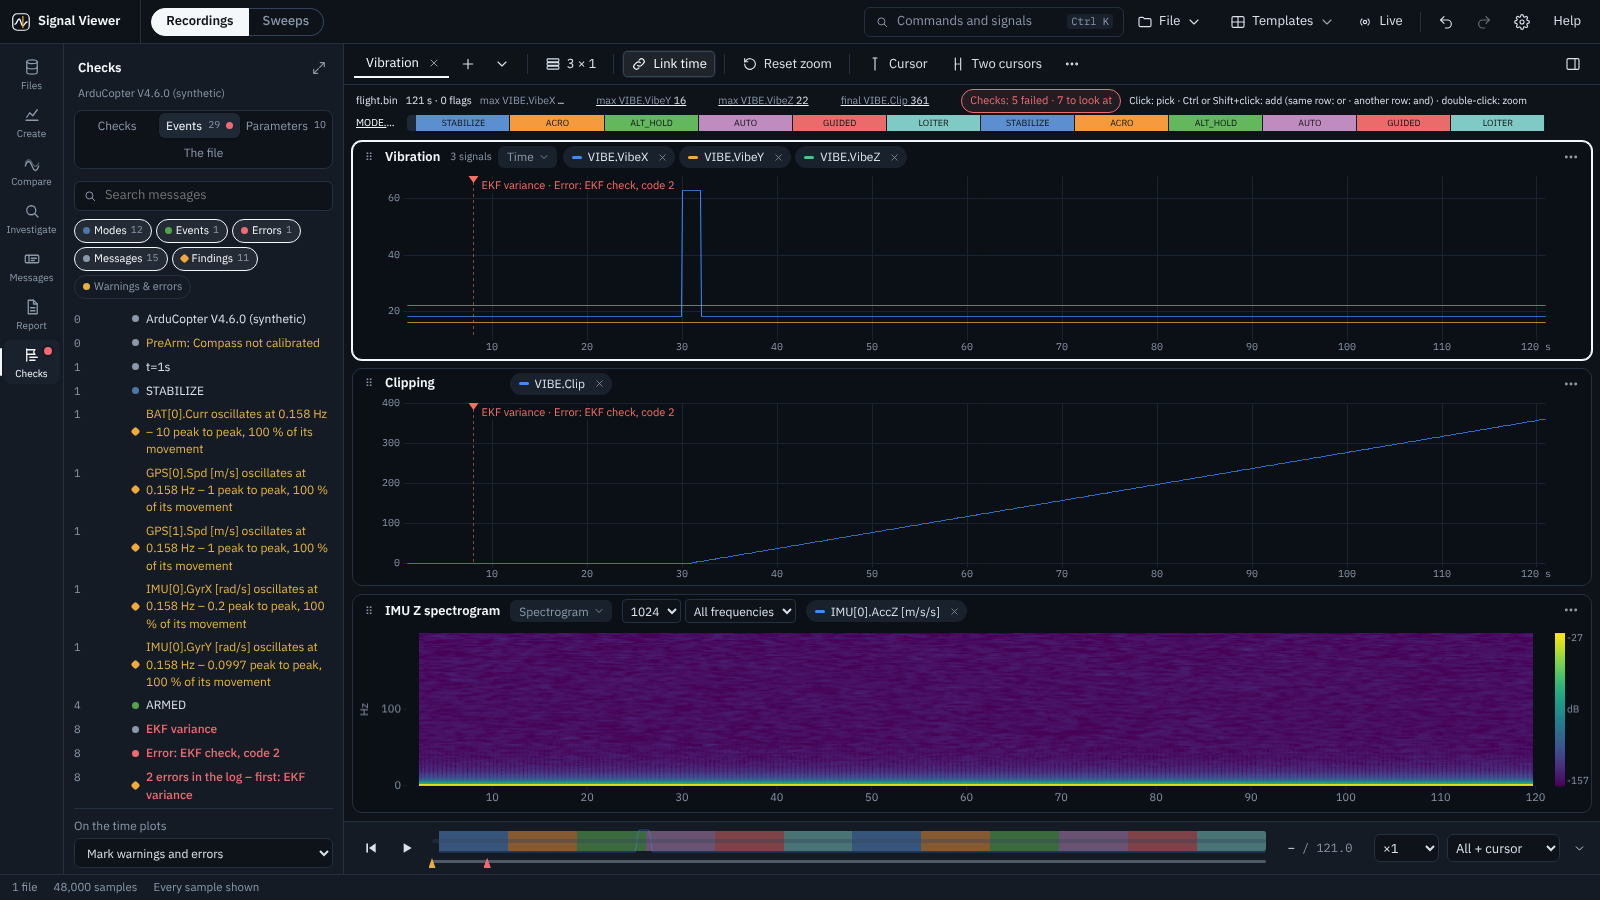 Signal Viewer
Recordings
Sweeps
Commands and signals
Ctrl K
File
Templates
Live
Help
Files
Create
Compare
Investigate
Messages
Report
Checks
Checks
ArduCopter V4.6.0 (synthetic)
Checks
Events 29
Parameters 10
The file
Search messages
Modes 12
Events 1
Errors 1
Messages 15
Findings 11
Warnings & errors
0 ArduCopter V4.6.0 (synthetic)
0 PreArm: Compass not calibrated
1 t=1s
1 STABILIZE
1 BAT[0].Curr oscillates at 0.158 Hz
– 10 peak to peak, 100 % of its
movement
1 GPS[0].Spd [m/s] oscillates at
0.158 Hz – 1 peak to peak, 100 %
of its movement
1 GPS[1].Spd [m/s] oscillates at
0.158 Hz – 1 peak to peak, 100 %
of its movement
1 IMU[0].GyrX [rad/s] oscillates at
0.158 Hz – 0.2 peak to peak, 100
% of its movement
1 IMU[0].GyrY [rad/s] oscillates at
0.158 Hz – 0.0997 peak to peak,
100 % of its movement
4 ARMED
8 EKF variance
8 Error: EKF check, code 2
8 2 errors in the log – first: EKF
variance
On the time plots
Mark warnings and errors
Vibration
3 × 1
Link time
Reset zoom
Cursor
Two cursors
flight.bin 121 s · 0 flags max VIBE.VibeX … max VIBE.VibeY 16 max VIBE.VibeZ 22 final VIBE.Clip 361 Checks: 5 failed · 7 to look at Click: pick · Ctrl or Shift+click: add (same row: or · another row: and) · double-click: zoom
MODE.… STABILIZE ACRO ALT_HOLD AUTO GUIDED LOITER STABILIZE ACRO ALT_HOLD AUTO GUIDED LOITER
Vibration 3 signals Time VIBE.VibeX VIBE.VibeY VIBE.VibeZ
EKF variance · Error: EKF check, code 2
60
40
20
10 20 30 40 50 60 70 80 90 100 110 120 s
Clipping VIBE.Clip
EKF variance · Error: EKF check, code 2
400
300
200
100
0
10 20 30 40 50 60 70 80 90 100 110 120 s
IMU Z spectrogram Spectrogram 1024 All frequencies IMU[0].AccZ [m/s/s]
Hz
100
0
10 20 30 40 50 60 70 80 90 100 110 120
-27
dB
-157
– / 121.0
×1
All + cursor
1 file 48,000 samples Every sample shown